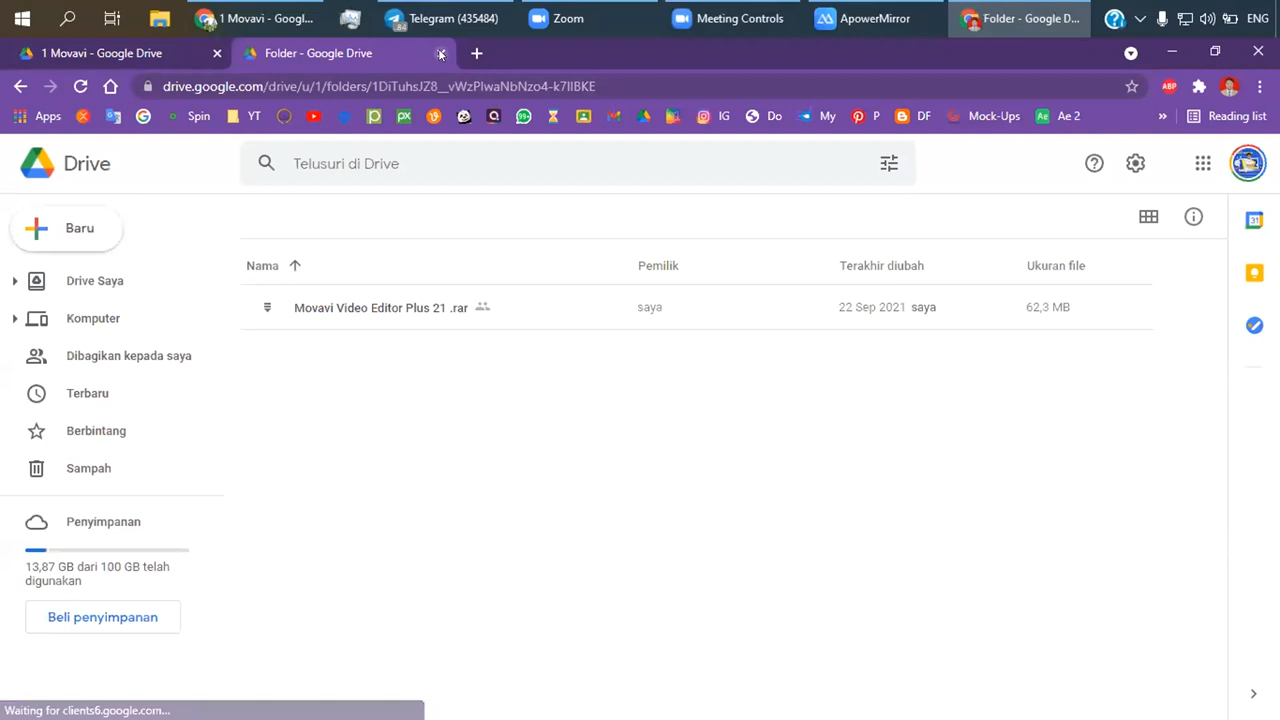 1 Movavi - Googl...
Telegram (435484)
Zoom
Meeting Controls
ApowerMirror
Folder - Google D...
ENG
1 Movavi - Google Drive
Folder - Google Drive
drive.google.com/drive/u/1/folders/1DiTuhsJZ8__vWzPlwaNbNzo4-k7lIBKE
ABP
Apps
Spin
YT
IG
Do
My
P
DF
Mock-Ups
Ae 2
Reading list
Drive
Telusuri di Drive
Baru
Nama
Pemilik
Terakhir diubah
Ukuran file
Movavi Video Editor Plus 21 .rar
saya
22 Sep 2021 saya
62,3 MB
Drive Saya
Komputer
Dibagikan kepada saya
Terbaru
Berbintang
Sampah
Penyimpanan
13,87 GB dari 100 GB telah
digunakan
Beli penyimpanan
Waiting for clients6.google.com...